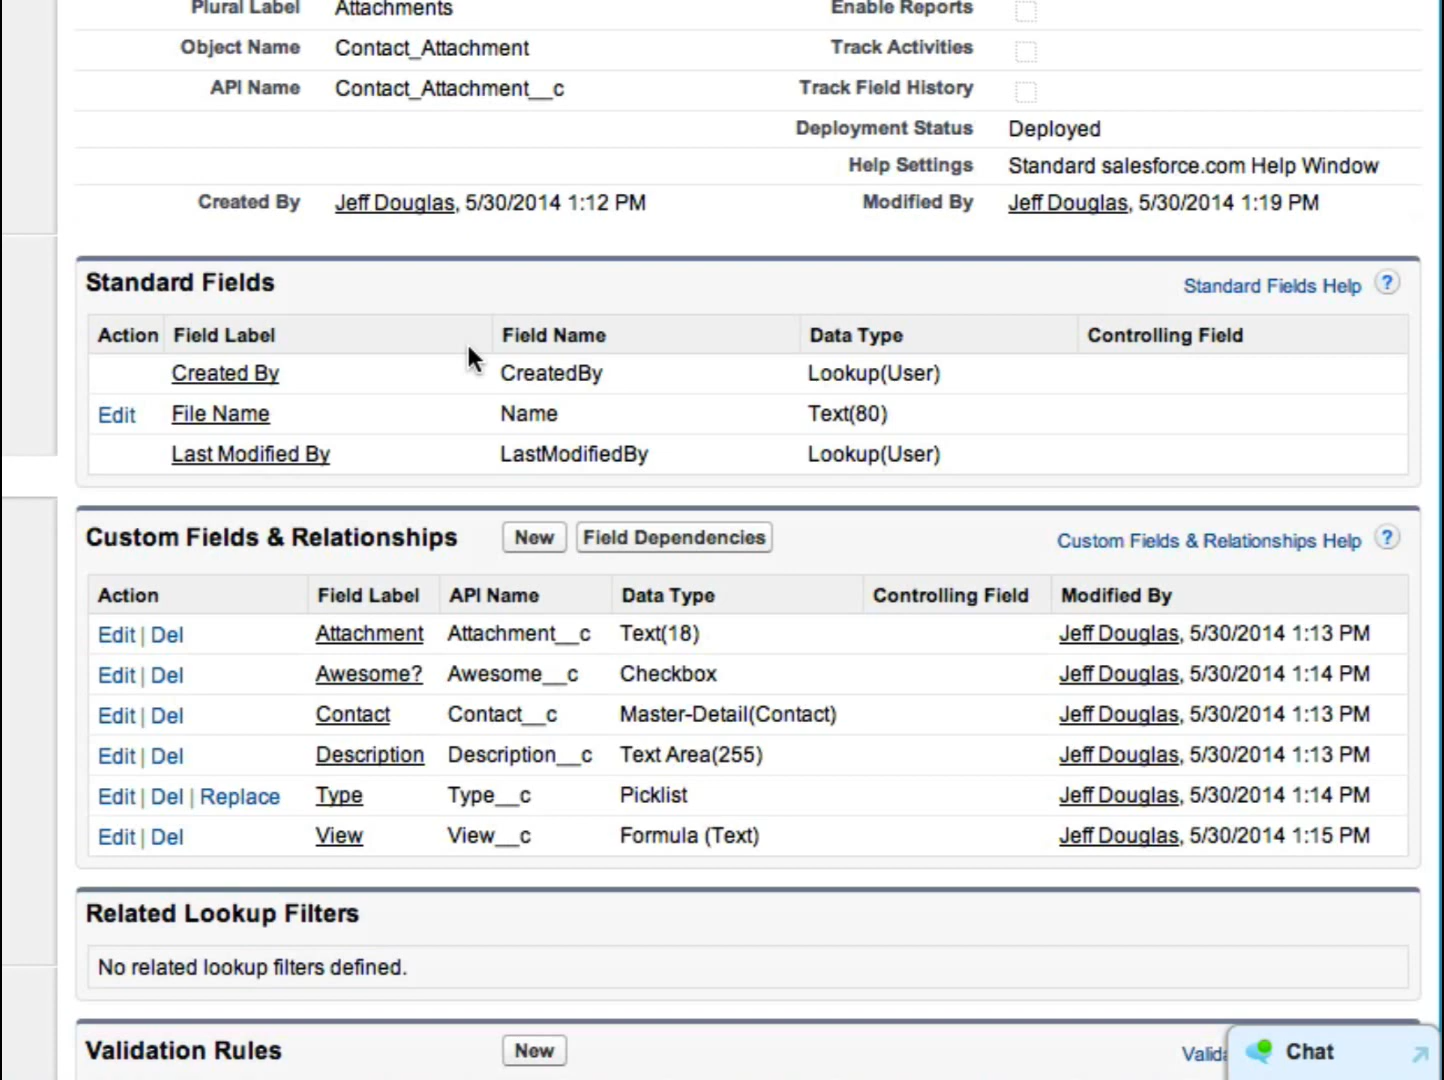 Plural Label Attachments Enable Reports
Object Name Contact_Attachment Track Activities
API Name Contact_Attachment__c Track Field History
Deployment Status Deployed
Help Settings Standard salesforce.com Help Window
Created By Jeff Douglas, 5/30/2014 1:12 PM Modified By Jeff Douglas, 5/30/2014 1:19 PM
Standard Fields Standard Fields Help ?
Action Field Label Field Name Data Type Controlling Field
Created By CreatedBy Lookup(User)
Edit File Name Name Text(80)
Last Modified By LastModifiedBy Lookup(User)
Custom Fields & Relationships New Field Dependencies Custom Fields & Relationships Help ?
Action Field Label API Name Data Type Controlling Field Modified By
Edit | Del Attachment Attachment__c Text(18) Jeff Douglas, 5/30/2014 1:13 PM
Edit | Del Awesome? Awesome__c Checkbox Jeff Douglas, 5/30/2014 1:14 PM
Edit | Del Contact Contact__c Master-Detail(Contact) Jeff Douglas, 5/30/2014 1:13 PM
Edit | Del Description Description__c Text Area(255) Jeff Douglas, 5/30/2014 1:13 PM
Edit | Del | Replace Type Type__c Picklist Jeff Douglas, 5/30/2014 1:14 PM
Edit | Del View View__c Formula (Text) Jeff Douglas, 5/30/2014 1:15 PM
Related Lookup Filters
No related lookup filters defined.
Validation Rules New Chat